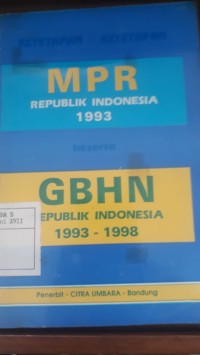 KETETAPAN - KETETAPAN
MPR
REPUBLIK INDONESIA
1993
beserta
GBHN
REPUBLIK INDONESIA
1993 - 1998
Penerbit - CITRA UMBARA - Bandung